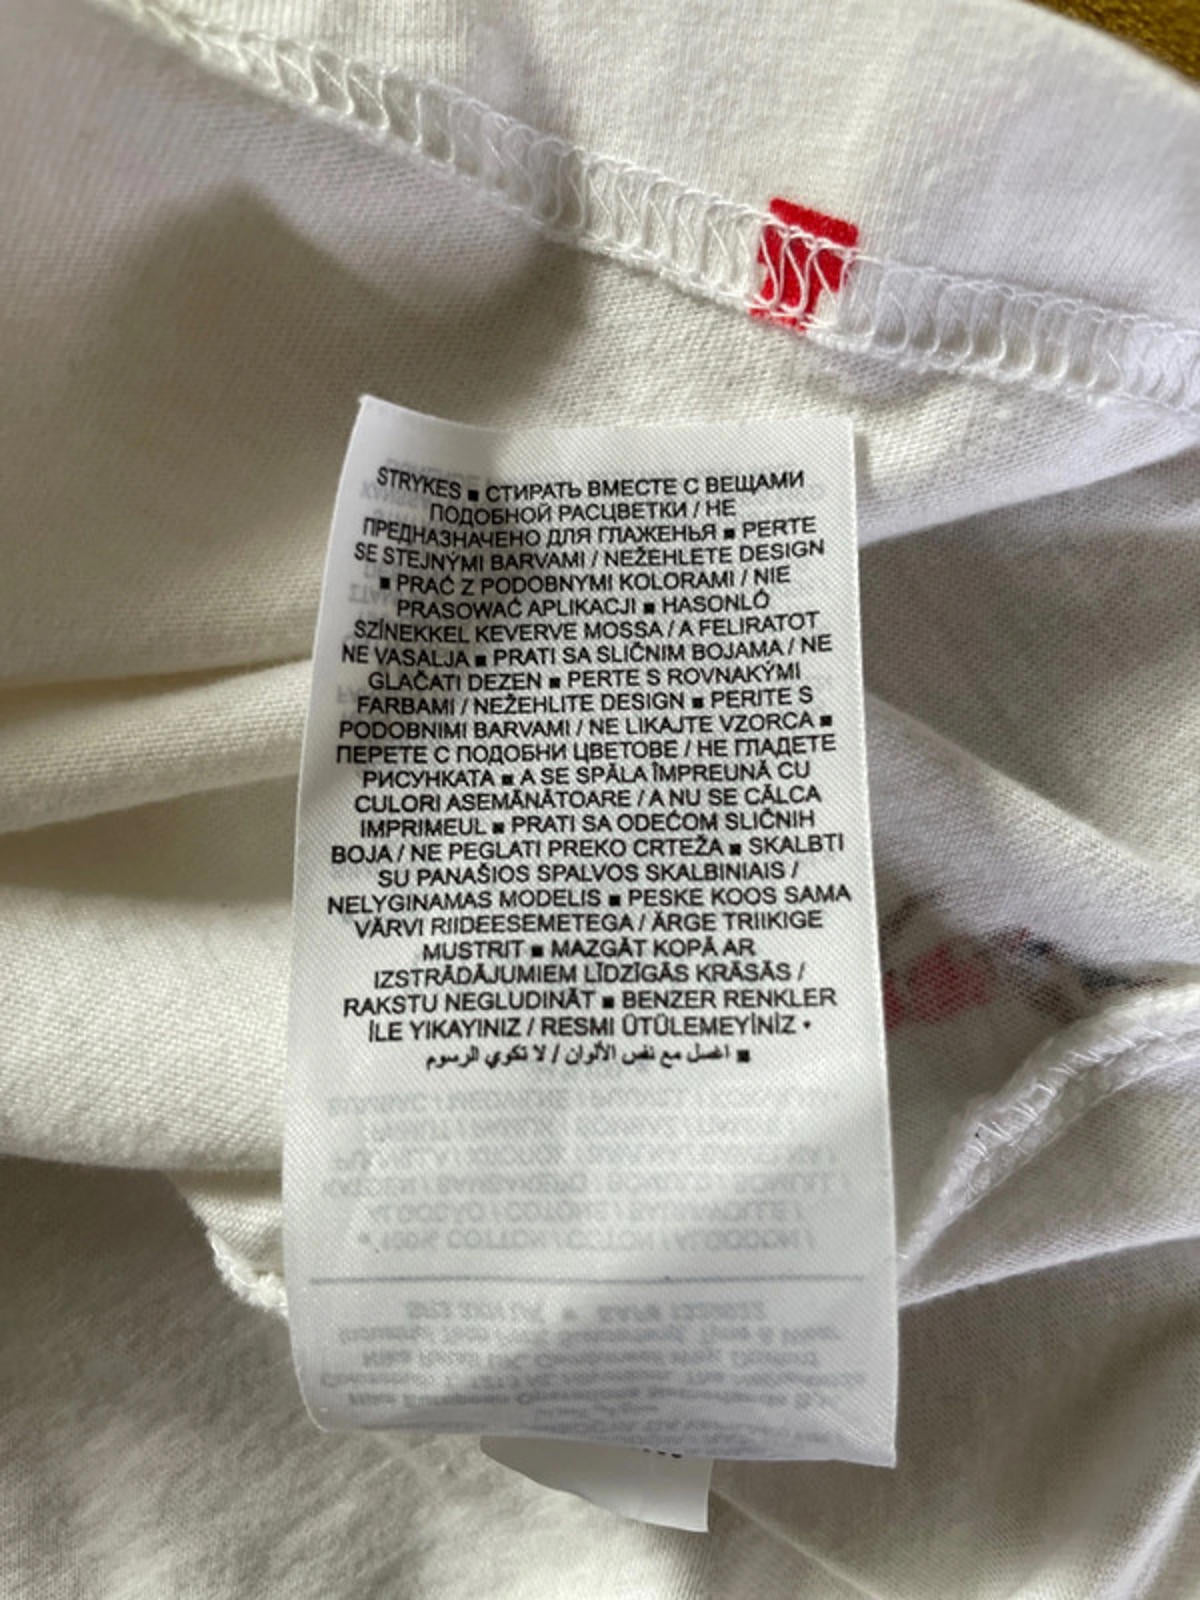 STRYKES ■ СТИРАТЬ ВМЕСТЕ С ВЕЩАМИ
ПОДОБНОЙ РАСЦВЕТКИ / НЕ
ПРЕДНАЗНАЧЕНО ДЛЯ ГЛАЖЕНЬЯ ■ PERTE
SE STEJNÝMI BARVAMI / NEŽEHLETE DESIGN
■ PRAĆ Z PODOBNYMI KOLORAMI / NIE
PRASOWAĆ APLIKACJI ■ HASONLÓ
SZÍNEKKEL KEVERVE MOSSA / A FELIRATOT
NE VASALJA ■ PRATI SA SLIČNIM BOJAMA / NE
GLAČATI DEZEN ■ PERTE S ROVNAKÝMI
FARBAMI / NEŽEHLITE DESIGN ■ PERITE S
PODOBNIMI BARVAMI / NE LIKAJTE VZORCA ■
ПЕРЕТЕ С ПОДОБНИ ЦВЕТОВЕ / НЕ ГЛАДЕТЕ
РИСУНКАТА ■ A SE SPĂLA ÎMPREUNĂ CU
CULORI ASEMĂNĂTOARE / A NU SE CĂLCA
IMPRIMEUL ■ PRATI SA ODEĆOM SLIČNIH
BOJA / NE PEGLATI PREKO CRTEŽA ■ SKALBTI
SU PANAŠIOS SPALVOS SKALBINIAIS /
NELYGINAMAS MODELIS ■ PESKE KOOS SAMA
VÄRVI RIIDEESEMETEGA / ÄRGE TRIIKIGE
MUSTRIT ■ MAZGĀT KOPĀ AR
IZSTRĀDĀJUMIEM LĪDZĪGĀS KRĀSĀS /
RAKSTU NEGLUDINĀT ■ BENZER RENKLER
İLE YIKAYINIZ / RESMI ÜTÜLEMEYİNİZ •
■ اغسل مع نفس الألوان / لا تكوي الرسوم